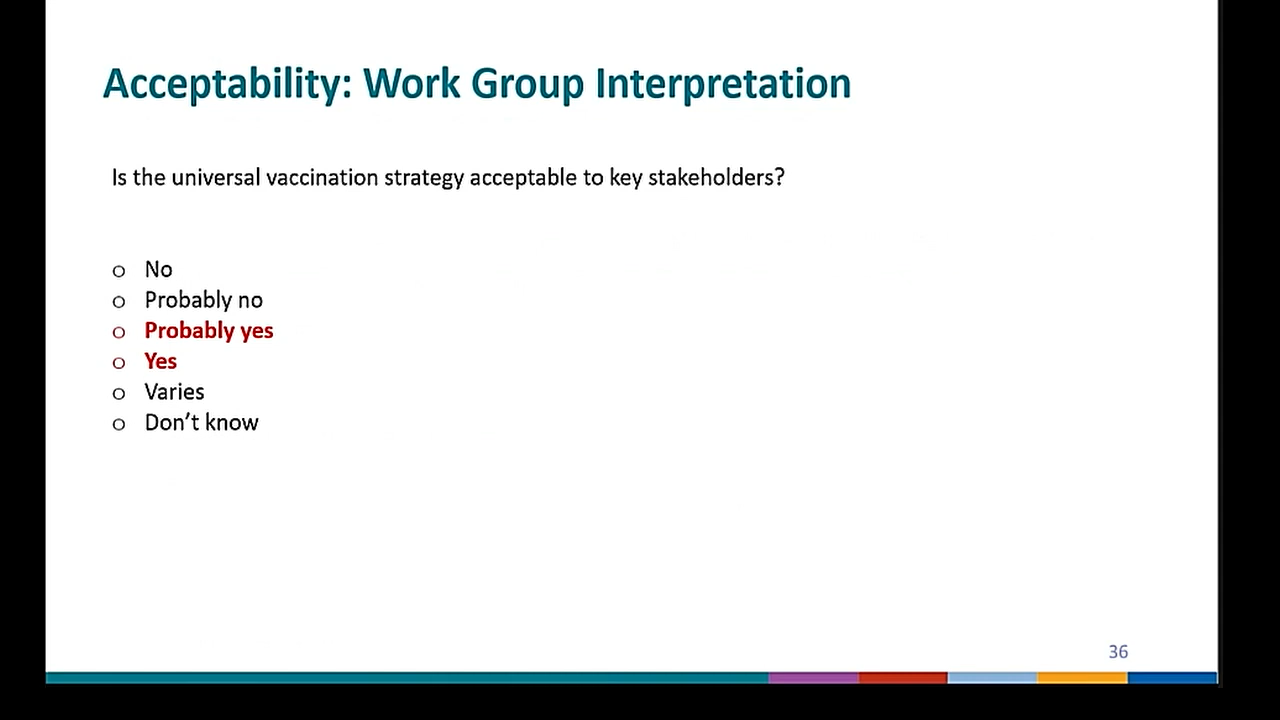 Acceptability: Work Group Interpretation
Is the universal vaccination strategy acceptable to key stakeholders?
o No
o Probably no
o Probably yes
o Yes
o Varies
o Don’t know
36